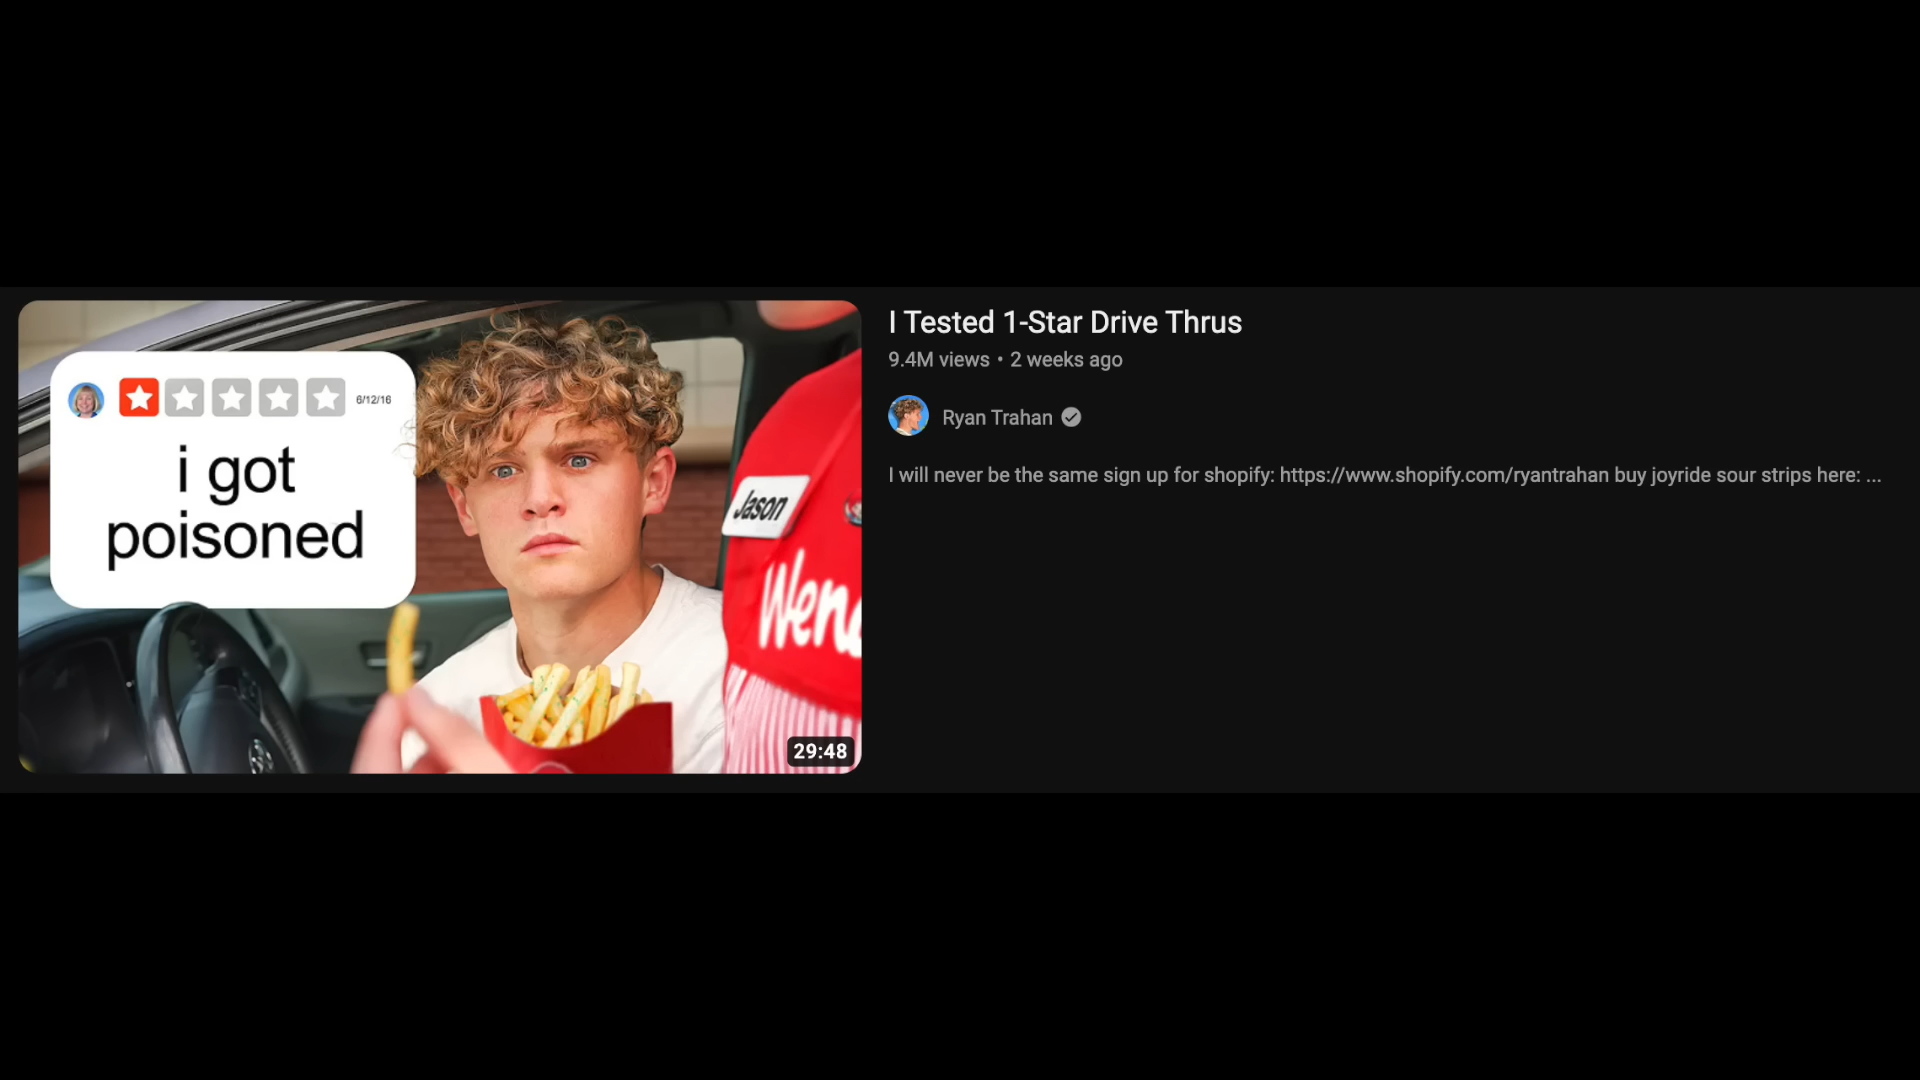 6/12/16
i got
poisoned
Jason
29:48
I Tested 1-Star Drive Thrus
9.4M views • 2 weeks ago
Ryan Trahan
I will never be the same sign up for shopify: https://www.shopify.com/ryantrahan buy joyride sour strips here: ...